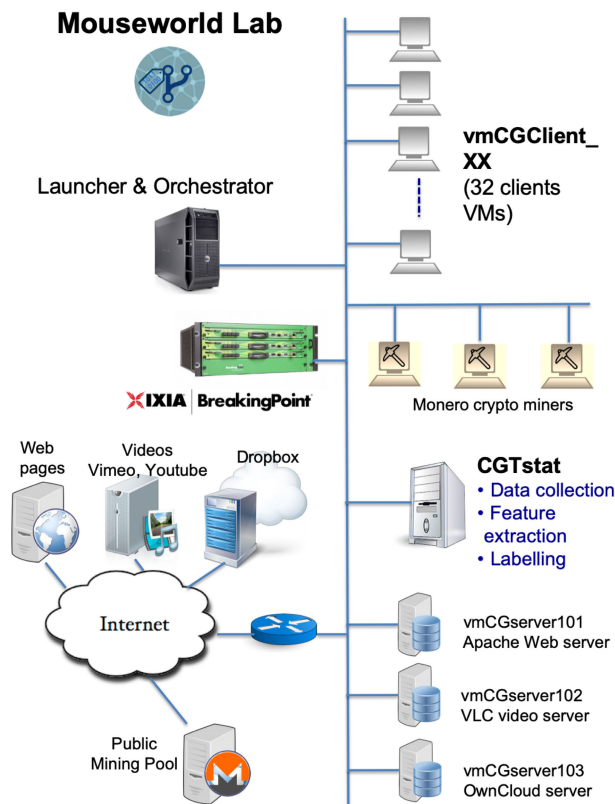 Mouseworld Lab
vmCGClient_
XX
(32 clients
VMs)
Launcher & Orchestrator
IXIA BreakingPoint
Monero crypto miners
Web
pages
Videos
Vimeo, Youtube
Dropbox
CGTstat
• Data collection
• Feature
extraction
• Labelling
Internet
vmCGserver101
Apache Web server
vmCGserver102
VLC video server
Public
Mining Pool
vmCGserver103
OwnCloud server